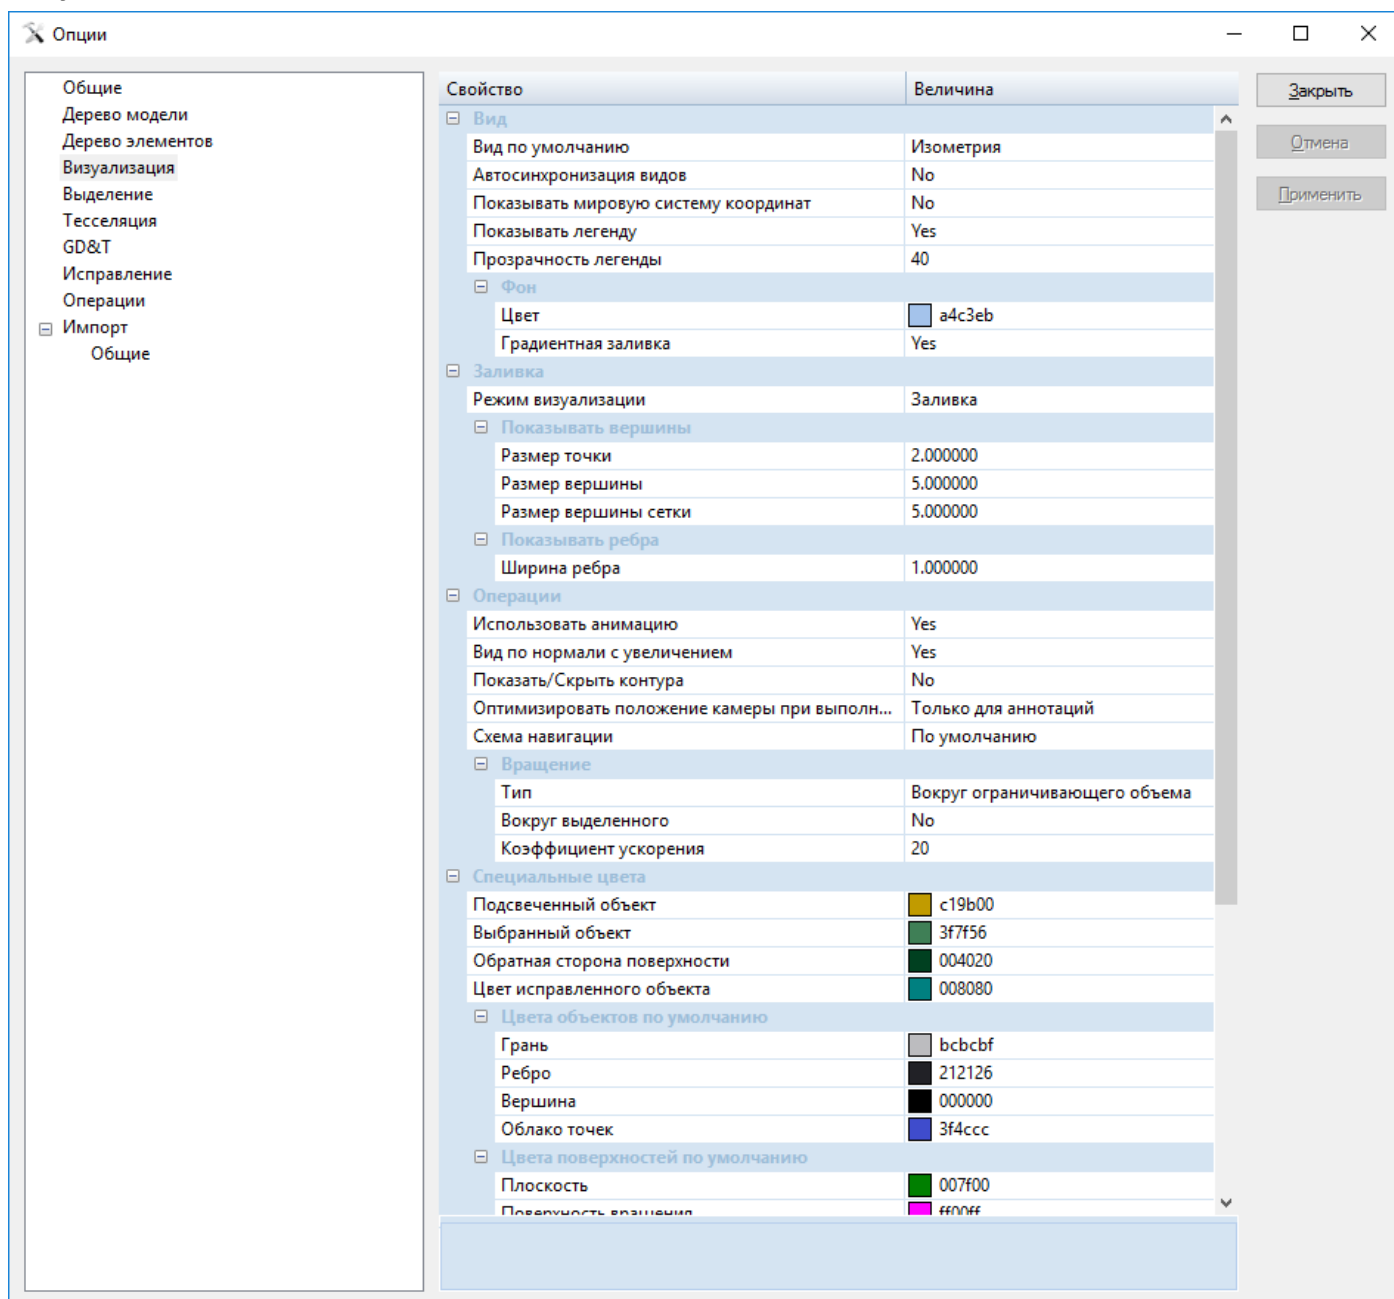 Опции
Общие
Дерево модели
Дерево элементов
Визуализация
Выделение
Тесселяция
GD&T
Исправление
Операции
Импорт
Общие
Свойство Величина
Вид
Вид по умолчанию Изометрия
Автосинхронизация видов No
Показывать мировую систему координат No
Показывать легенду Yes
Прозрачность легенды 40
Фон
Цвет a4c3eb
Градиентная заливка Yes
Заливка
Режим визуализации Заливка
Показывать вершины
Размер точки 2.000000
Размер вершины 5.000000
Размер вершины сетки 5.000000
Показывать ребра
Ширина ребра 1.000000
Операции
Использовать анимацию Yes
Вид по нормали с увеличением Yes
Показать/Скрыть контура No
Оптимизировать положение камеры при выполн... Только для аннотаций
Схема навигации По умолчанию
Вращение
Тип Вокруг ограничивающего объема
Вокруг выделенного No
Коэффициент ускорения 20
Специальные цвета
Подсвеченный объект c19b00
Выбранный объект 3f7f56
Обратная сторона поверхности 004020
Цвет исправленного объекта 008080
Цвета объектов по умолчанию
Грань bcbcbf
Ребро 212126
Вершина 000000
Облако точек 3f4ccc
Цвета поверхностей по умолчанию
Плоскость 007f00
Поверхность вращения ff00ff
Закрыть
Отмена
Применить